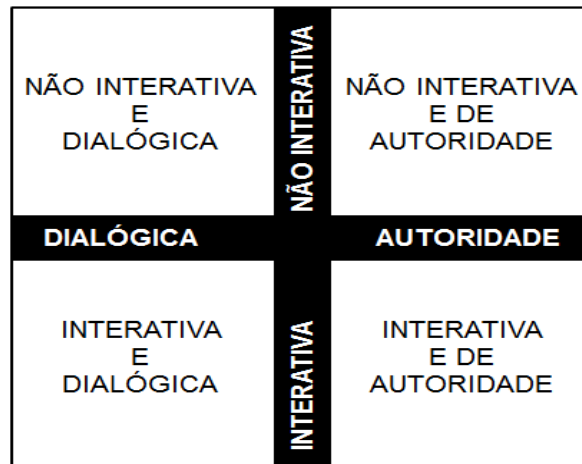 NÃO INTERATIVA
E
DIALÓGICA
NÃO INTERATIVA
NÃO INTERATIVA
E DE
AUTORIDADE
DIALÓGICA
AUTORIDADE
INTERATIVA
E
DIALÓGICA
INTERATIVA
INTERATIVA
E DE
AUTORIDADE